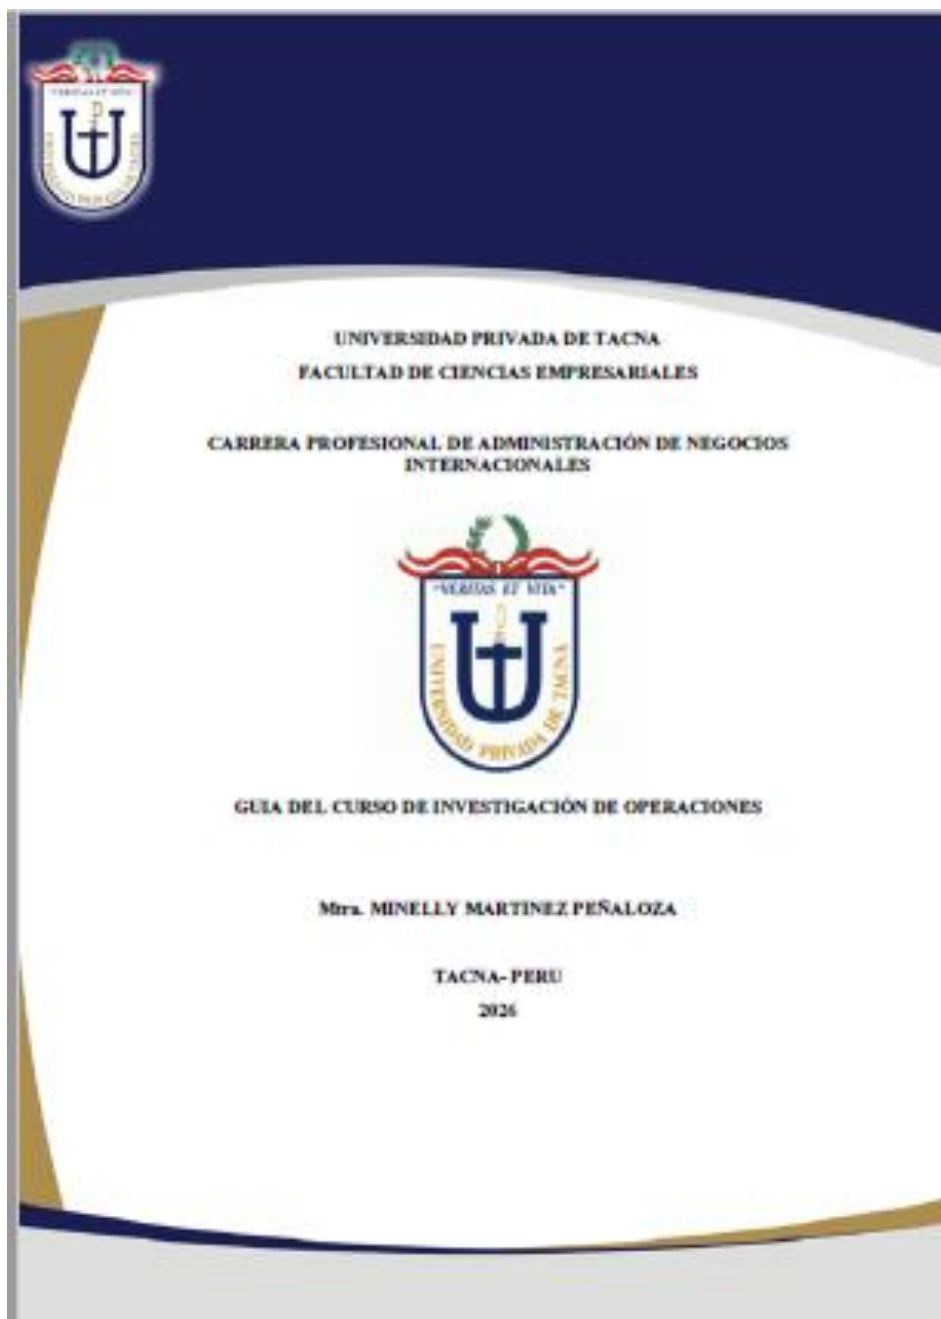 UNIVERSIDAD PRIVADA DE TACNA
FACULTAD DE CIENCIAS EMPRESARIALES
CARRERA PROFESIONAL DE ADMINISTRACIÓN DE NEGOCIOS
INTERNACIONALES
"VERITAS ET VITA"
UNIVERSIDAD PRIVADA DE TACNA
GUIA DEL CURSO DE INVESTIGACIÓN DE OPERACIONES
Mtra. MINELLY MARTINEZ PEÑALOZA
TACNA- PERU
2026